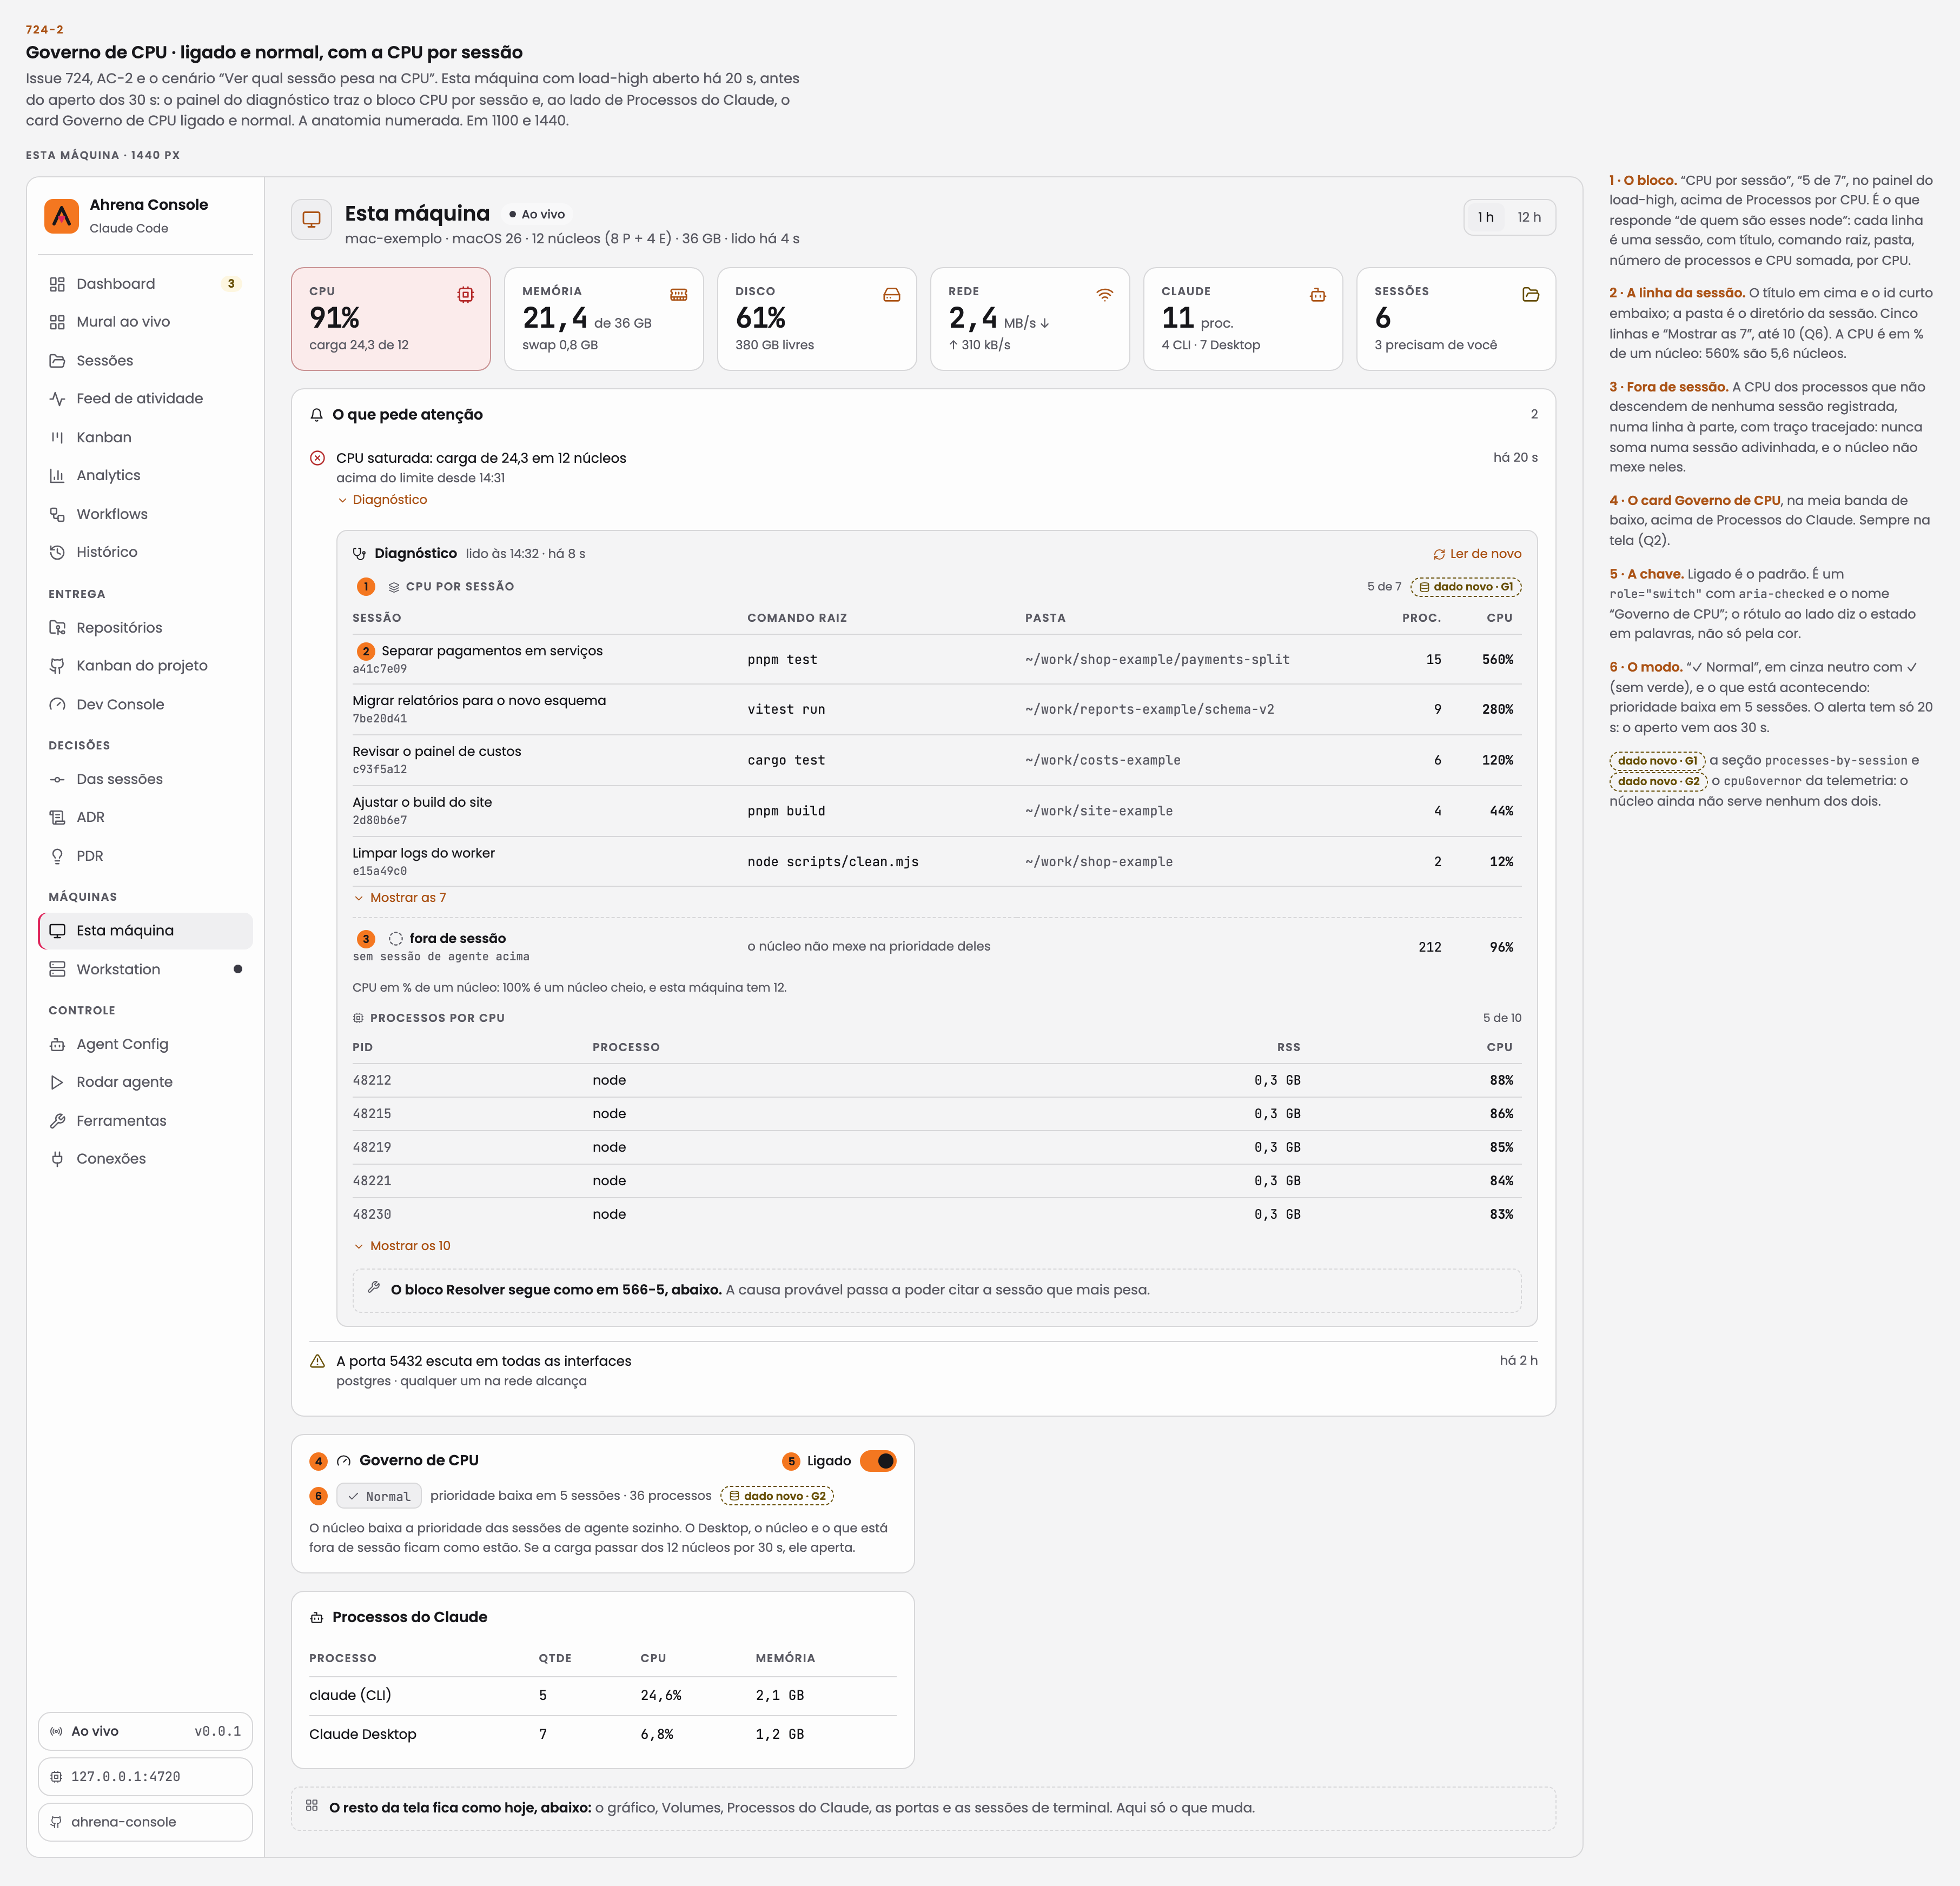 724-2
Governo de CPU · ligado e normal, com a CPU por sessão
Issue 724, AC-2 e o cenário “Ver qual sessão pesa na CPU”. Esta máquina com load-high aberto há 20 s, antes
do aperto dos 30 s: o painel do diagnóstico traz o bloco CPU por sessão e, ao lado de Processos do Claude, o
card Governo de CPU ligado e normal. A anatomia numerada. Em 1100 e 1440.
ESTA MÁQUINA · 1440 PX
Ahrena Console
Claude Code
Dashboard 3
Mural ao vivo
Sessões
Feed de atividade
Kanban
Analytics
Workflows
Histórico
ENTREGA
Repositórios
Kanban do projeto
Dev Console
DECISÕES
Das sessões
ADR
PDR
MÁQUINAS
Esta máquina
Workstation
CONTROLE
Agent Config
Rodar agente
Ferramentas
Conexões
Ao vivo v0.0.1
127.0.0.1:4720
ahrena-console
Esta máquina Ao vivo
mac-exemplo · macOS 26 · 12 núcleos (8 P + 4 E) · 36 GB · lido há 4 s
1 h 12 h
CPU
91%
carga 24,3 de 12
MEMÓRIA
21,4 de 36 GB
swap 0,8 GB
DISCO
61%
380 GB livres
REDE
2,4 MB/s ↓
↑ 310 kB/s
CLAUDE
11 proc.
4 CLI · 7 Desktop
SESSÕES
6
3 precisam de você
O que pede atenção 2
CPU saturada: carga de 24,3 em 12 núcleos há 20 s
acima do limite desde 14:31
Diagnóstico
Diagnóstico lido às 14:32 · há 8 s Ler de novo
1 CPU POR SESSÃO 5 de 7 dado novo · G1
SESSÃO COMANDO RAIZ PASTA PROC. CPU
2 Separar pagamentos em serviços
a41c7e09
pnpm test ~/work/shop-example/payments-split 15 560%
Migrar relatórios para o novo esquema
7be20d41
vitest run ~/work/reports-example/schema-v2 9 280%
Revisar o painel de custos
c93f5a12
cargo test ~/work/costs-example 6 120%
Ajustar o build do site
2d80b6e7
pnpm build ~/work/site-example 4 44%
Limpar logs do worker
e15a49c0
node scripts/clean.mjs ~/work/shop-example 2 12%
Mostrar as 7
3 fora de sessão
sem sessão de agente acima
o núcleo não mexe na prioridade deles 212 96%
CPU em % de um núcleo: 100% é um núcleo cheio, e esta máquina tem 12.
PROCESSOS POR CPU 5 de 10
PID PROCESSO RSS CPU
48212 node 0,3 GB 88%
48215 node 0,3 GB 86%
48219 node 0,3 GB 85%
48221 node 0,3 GB 84%
48230 node 0,3 GB 83%
Mostrar os 10
O bloco Resolver segue como em 566-5, abaixo. A causa provável passa a poder citar a sessão que mais pesa.
A porta 5432 escuta em todas as interfaces há 2 h
postgres · qualquer um na rede alcança
4 Governo de CPU 5 Ligado
6 Normal prioridade baixa em 5 sessões · 36 processos dado novo · G2
O núcleo baixa a prioridade das sessões de agente sozinho. O Desktop, o núcleo e o que está
fora de sessão ficam como estão. Se a carga passar dos 12 núcleos por 30 s, ele aperta.
Processos do Claude
PROCESSO QTDE CPU MEMÓRIA
claude (CLI) 5 24,6% 2,1 GB
Claude Desktop 7 6,8% 1,2 GB
O resto da tela fica como hoje, abaixo: o gráfico, Volumes, Processos do Claude, as portas e as sessões de terminal. Aqui só o que muda.
1 · O bloco. “CPU por sessão”, “5 de 7”, no painel do
load-high, acima de Processos por CPU. É o que
responde “de quem são esses node”: cada linha
é uma sessão, com título, comando raiz, pasta,
número de processos e CPU somada, por CPU.
2 · A linha da sessão. O título em cima e o id curto
embaixo; a pasta é o diretório da sessão. Cinco
linhas e “Mostrar as 7”, até 10 (Q6). A CPU é em %
de um núcleo: 560% são 5,6 núcleos.
3 · Fora de sessão. A CPU dos processos que não
descendem de nenhuma sessão registrada,
numa linha à parte, com traço tracejado: nunca
soma numa sessão adivinhada, e o núcleo não
mexe neles.
4 · O card Governo de CPU, na meia banda de
baixo, acima de Processos do Claude. Sempre na
tela (Q2).
5 · A chave. Ligado é o padrão. É um
role="switch" com aria-checked e o nome
“Governo de CPU”; o rótulo ao lado diz o estado
em palavras, não só pela cor.
6 · O modo. “✓ Normal”, em cinza neutro com ✓
(sem verde), e o que está acontecendo:
prioridade baixa em 5 sessões. O alerta tem só 20
s: o aperto vem aos 30 s.
dado novo · G1 a seção processes-by-session e
dado novo · G2 o cpuGovernor da telemetria: o
núcleo ainda não serve nenhum dos dois.